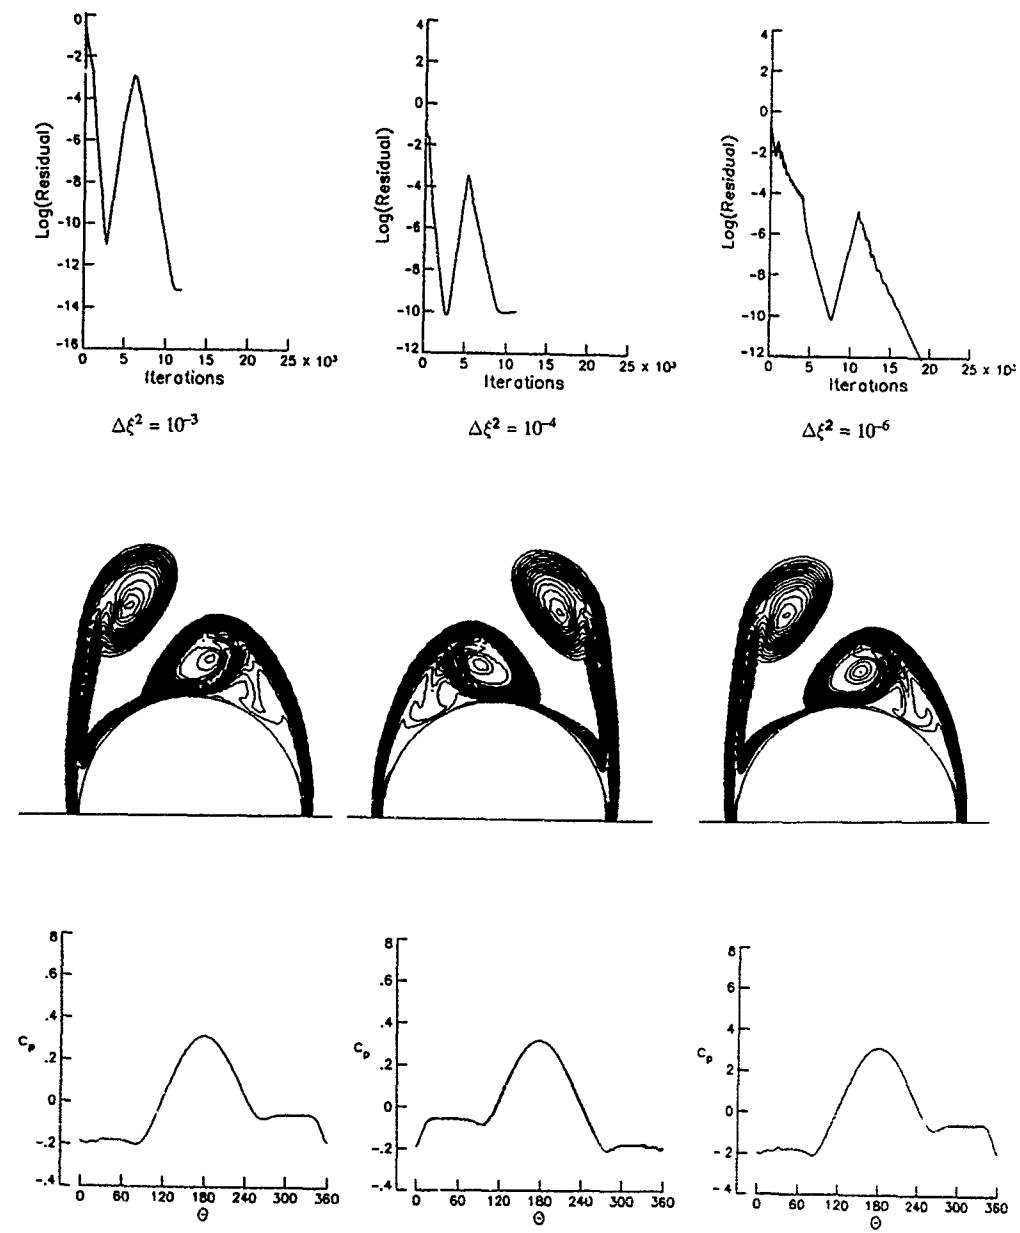 0
-2
-4
-6
-8
-10
-12
-14
-16
Log(Residual)
0 5 10 15 20 25 x 10³
Iterations
Δξ² = 10⁻³
4
2
0
-2
-4
-6
-8
-10
-12
Log(Residual)
0 5 10 15 20 25 x 10³
Iterations
Δξ² = 10⁻⁴
4
2
0
-2
-4
-6
-8
-10
-12
Log(Residual)
0 5 10 15 20 25 x 10³
Iterations
Δξ² = 10⁻⁶
8
.6
.4
.2
0
-.2
-.4
Cp
0 60 120 180 240 300 360
Θ
8
.6
.4
.2
0
-.2
-.4
Cp
0 60 120 180 240 300 360
Θ
8
6
4
2
0
-2
-4
Cp
0 60 120 180 240 300 360
Θ